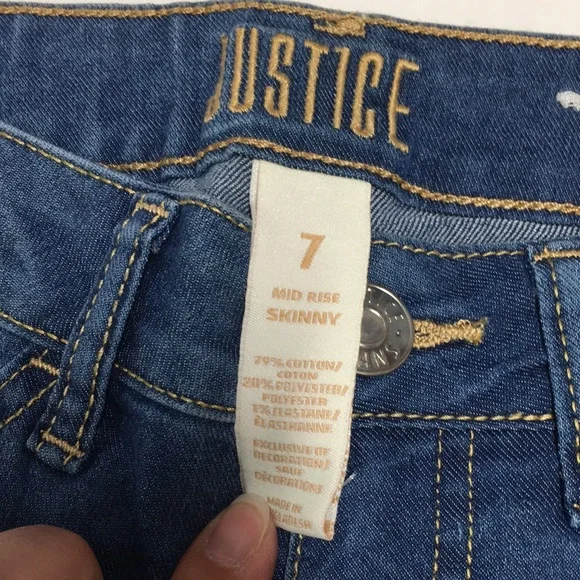 JUSTICE
7
MID RISE
SKINNY
79% COTTON/
COTON
20% POLYESTER/
POLYESTER
1% ELASTANE/
ÉLASTHANNE
EXCLUSIVE OF
DECORATION/
SAUF
DÉCORATIONS
MADE IN